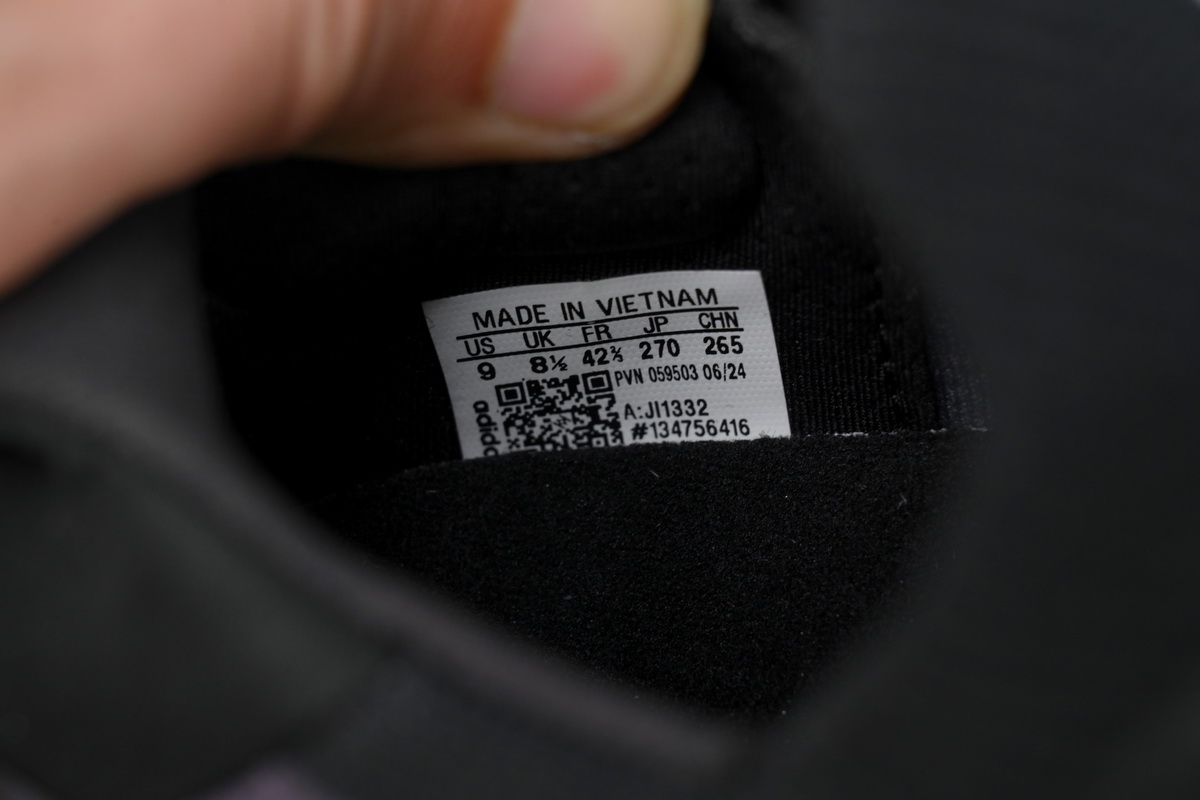 MADE IN VIETNAM
US UK FR JP CHN
9 8½ 42⅔ 270 265
PVN 059503 06/24
A:JI1332
#134756416